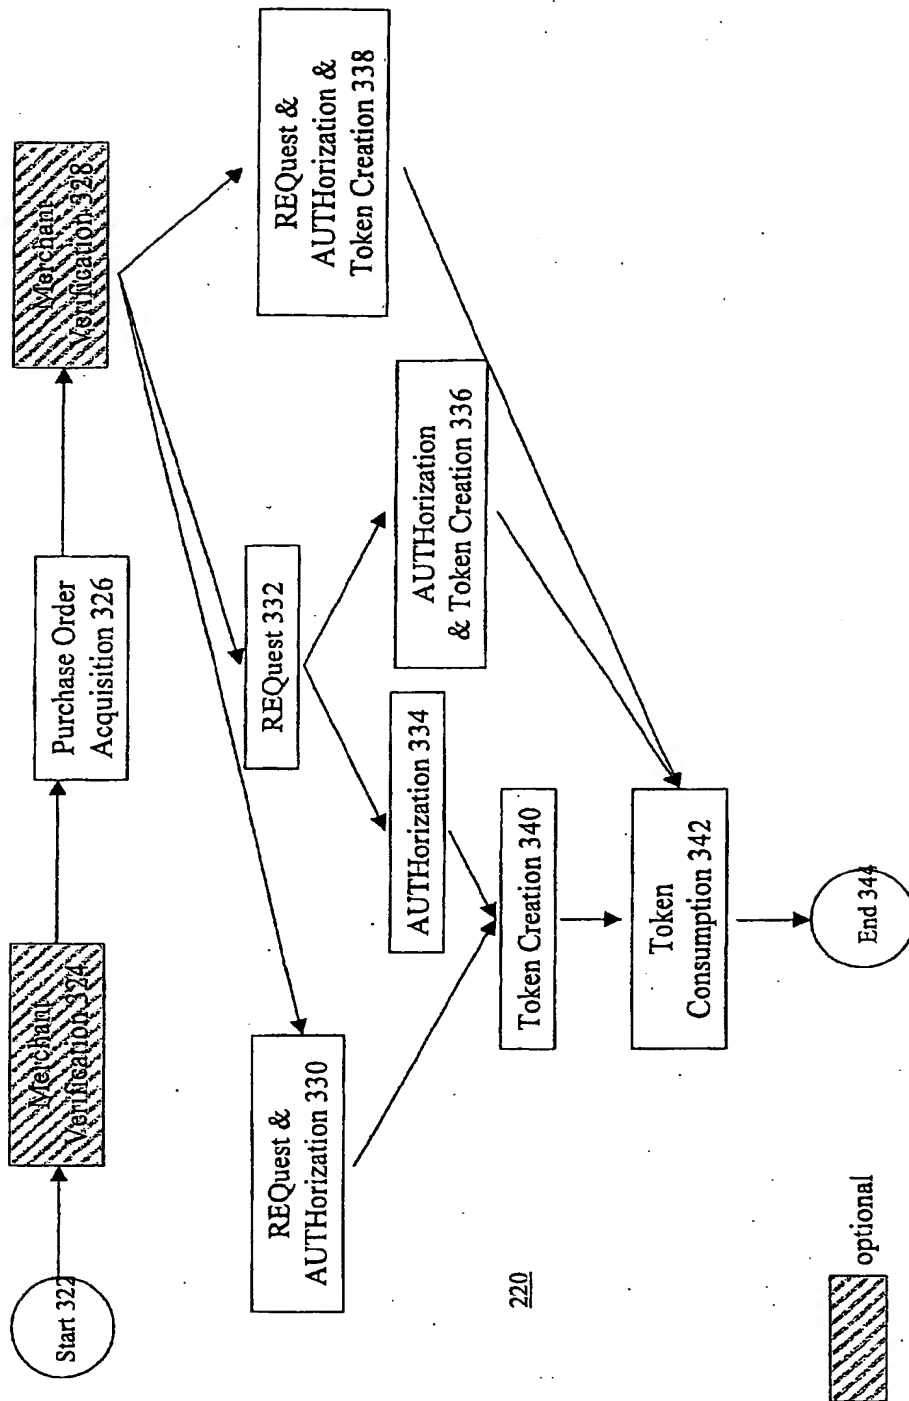 Start 322
Merchant
Verification 324
Purchase Order
Acquisition 326
Merchant
Verification 328
REQuest &
AUTHorization 330
REQuest 332
REQuest &
AUTHorization &
Token Creation 338
AUTHorization 334
AUTHorization
& Token Creation 336
Token Creation 340
Token
Consumption 342
End 344
220
optional